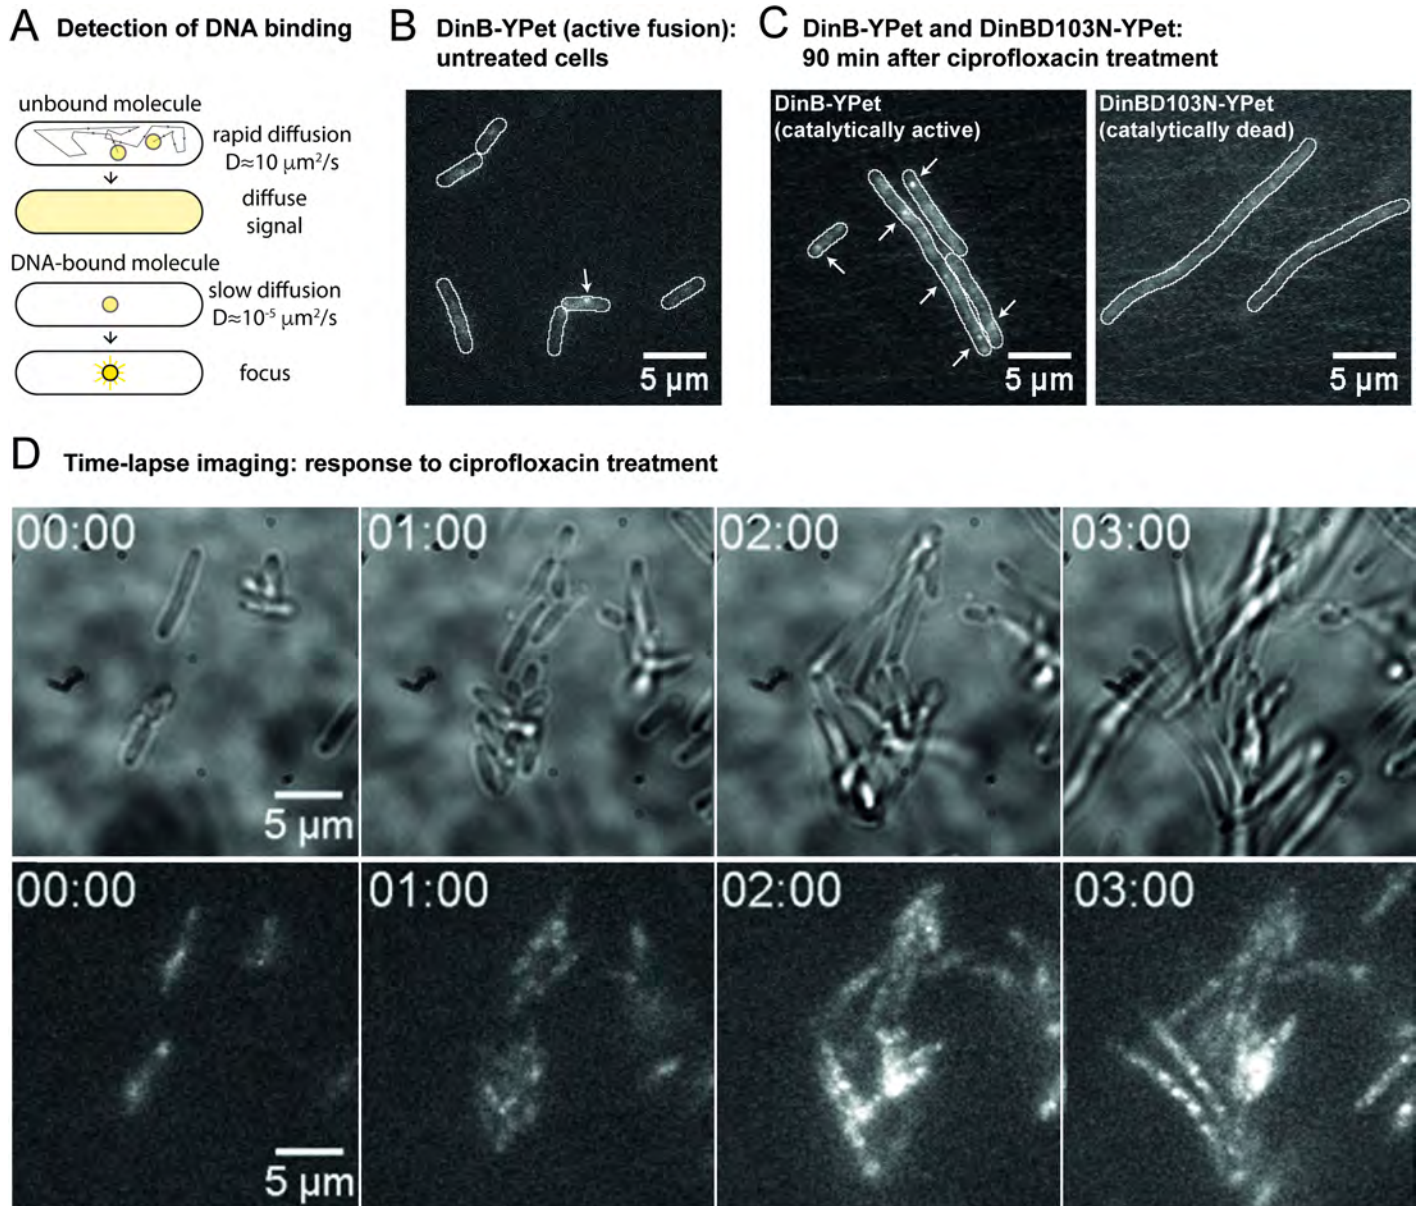 A Detection of DNA binding
unbound molecule
rapid diffusion
D≈10 μm²/s
diffuse
signal
DNA-bound molecule
slow diffusion
D≈10⁻⁵ μm²/s
focus
B DinB-YPet (active fusion):
untreated cells
5 μm
C DinB-YPet and DinBD103N-YPet:
90 min after ciprofloxacin treatment
DinB-YPet
(catalytically active)
5 μm
DinBD103N-YPet
(catalytically dead)
5 μm
D Time-lapse imaging: response to ciprofloxacin treatment
00:00
5 μm
01:00
02:00
03:00
00:00
5 μm
01:00
02:00
03:00